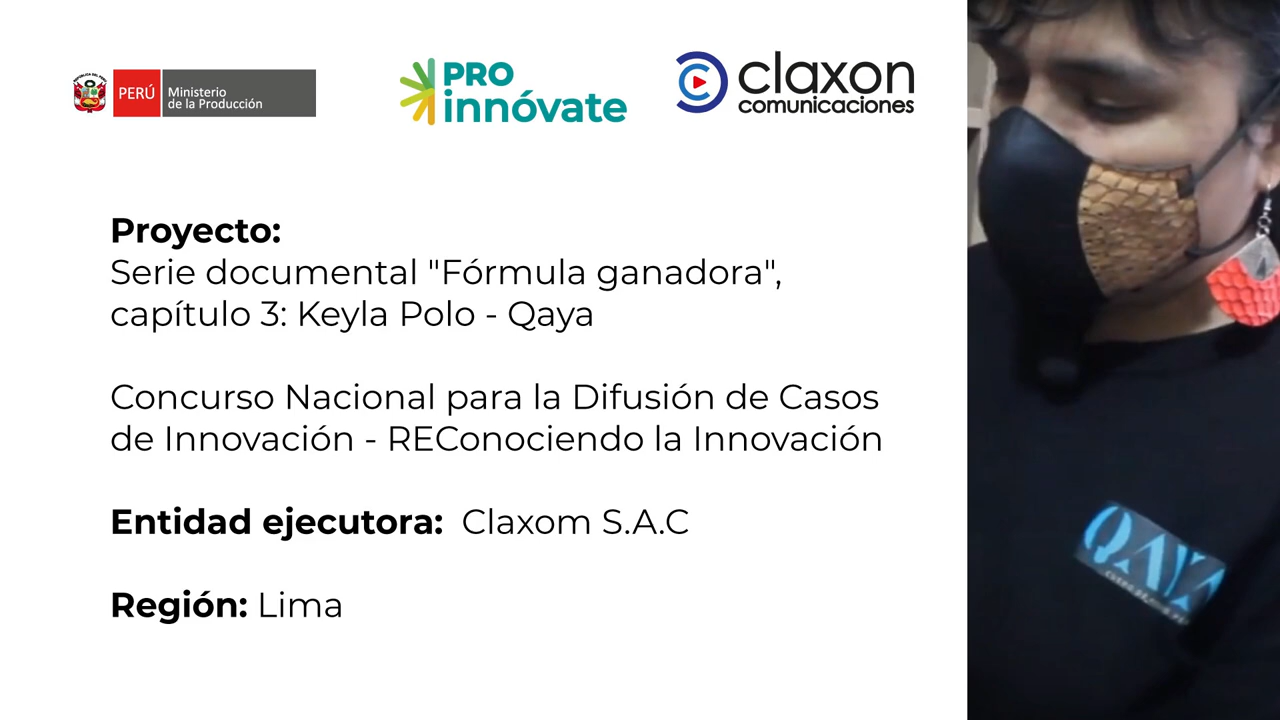 PERÚ
Ministerio
de la Producción
PRO
innóvate
claxon
comunicaciones
Proyecto:
Serie documental "Fórmula ganadora",
capítulo 3: Keyla Polo - Qaya
Concurso Nacional para la Difusión de Casos
de Innovación - REConociendo la Innovación
Entidad ejecutora: Claxom S.A.C
Región: Lima
QAYA